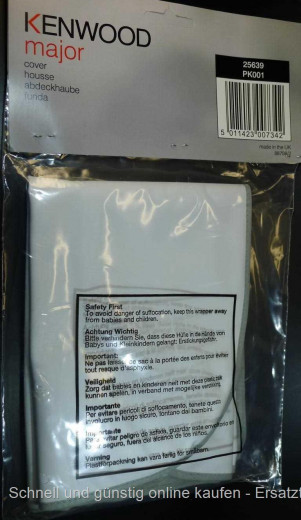 KENWOOD
major
cover
housse
abdeckhaube
funda
25639
PK001
5 011423 007342
made in the UK
Safety First
To avoid danger of suffocation, keep this wrapper away
from babies and children.
Achtung Wichtig
Bitte verhindern Sie, dass diese Hülle in die Hände von
Babys und Kleinkindern gelangt: Erstickungsgefahr.
Important:
Ne pas laisser ce sac à la portée des enfants pour éviter
tout risque d'asphyxie.
Veiligheid
Zorg dat babies en kinderen niet met deze plastic
kunnen spelen, in verband met mogelijke verstikking.
Importante
Per evitare pericoli di soffocamento, tenete questo
involucro in luogo sicuro, lontano dai bambini.
Importante
Para evitar peligro de asfixia, guardar este envoltorio en
lugar seguro, fuera del alcance de los niños.
Varning
Plastförpackning kan vara farlig för småbarn.
Schnell und günstig online kaufen - Ersatzt